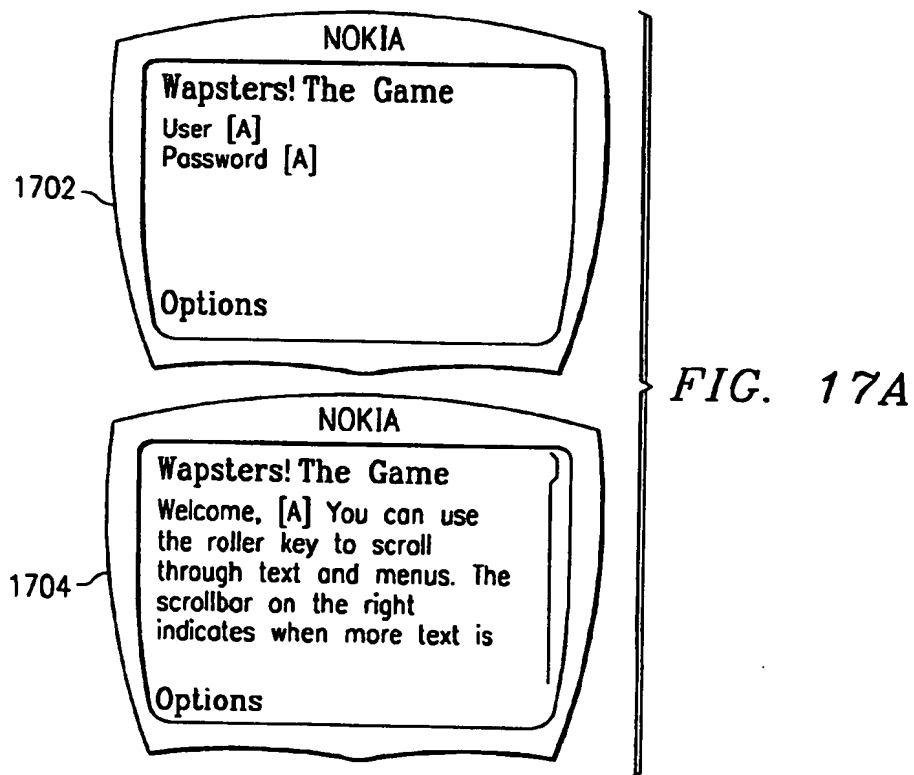 NOKIA
Wapsters! The Game
User [A]
Password [A]
1702
Options
FIG. 17A
NOKIA
Wapsters! The Game
Welcome, [A] You can use
the roller key to scroll
through text and menus. The
1704
scrollbar on the right
indicates when more text is
Options